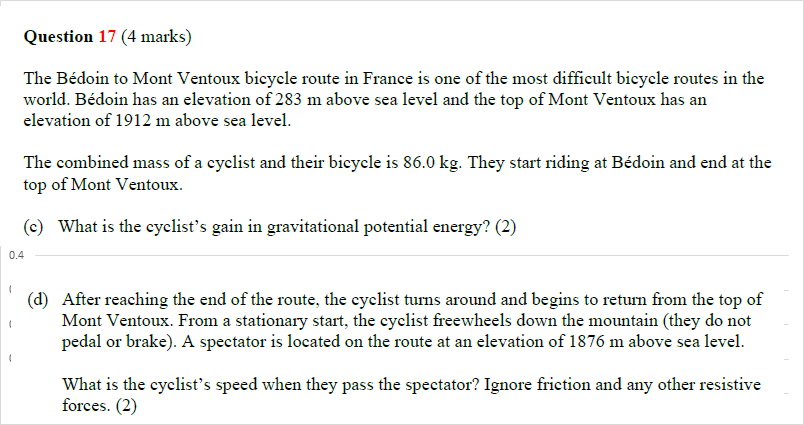 Question 17 (4 marks)
The Bédoin to Mont Ventoux bicycle route in France is one of the most difficult bicycle routes in the
world. Bédoin has an elevation of 283 m above sea level and the top of Mont Ventoux has an
elevation of 1912 m above sea level.
The combined mass of a cyclist and their bicycle is 86.0 kg. They start riding at Bédoin and end at the
top of Mont Ventoux.
(c) What is the cyclist’s gain in gravitational potential energy? (2)
0.4
(d) After reaching the end of the route, the cyclist turns around and begins to return from the top of
Mont Ventoux. From a stationary start, the cyclist freewheels down the mountain (they do not
pedal or brake). A spectator is located on the route at an elevation of 1876 m above sea level.
What is the cyclist’s speed when they pass the spectator? Ignore friction and any other resistive
forces. (2)